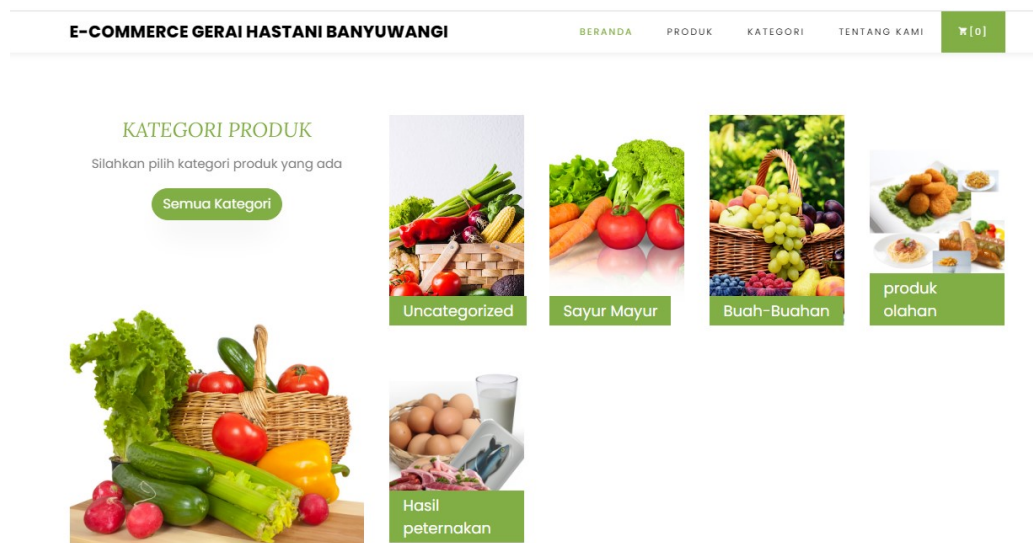 E-COMMERCE GERAI HASTANI BANYUWANGI
BERANDA
PRODUK
KATEGORI
TENTANG KAMI
[0]
KATEGORI PRODUK
Silahkan pilih kategori produk yang ada
Semua Kategori
Uncategorized
Sayur Mayur
Buah-Buahan
produk
olahan
Hasil
peternakan